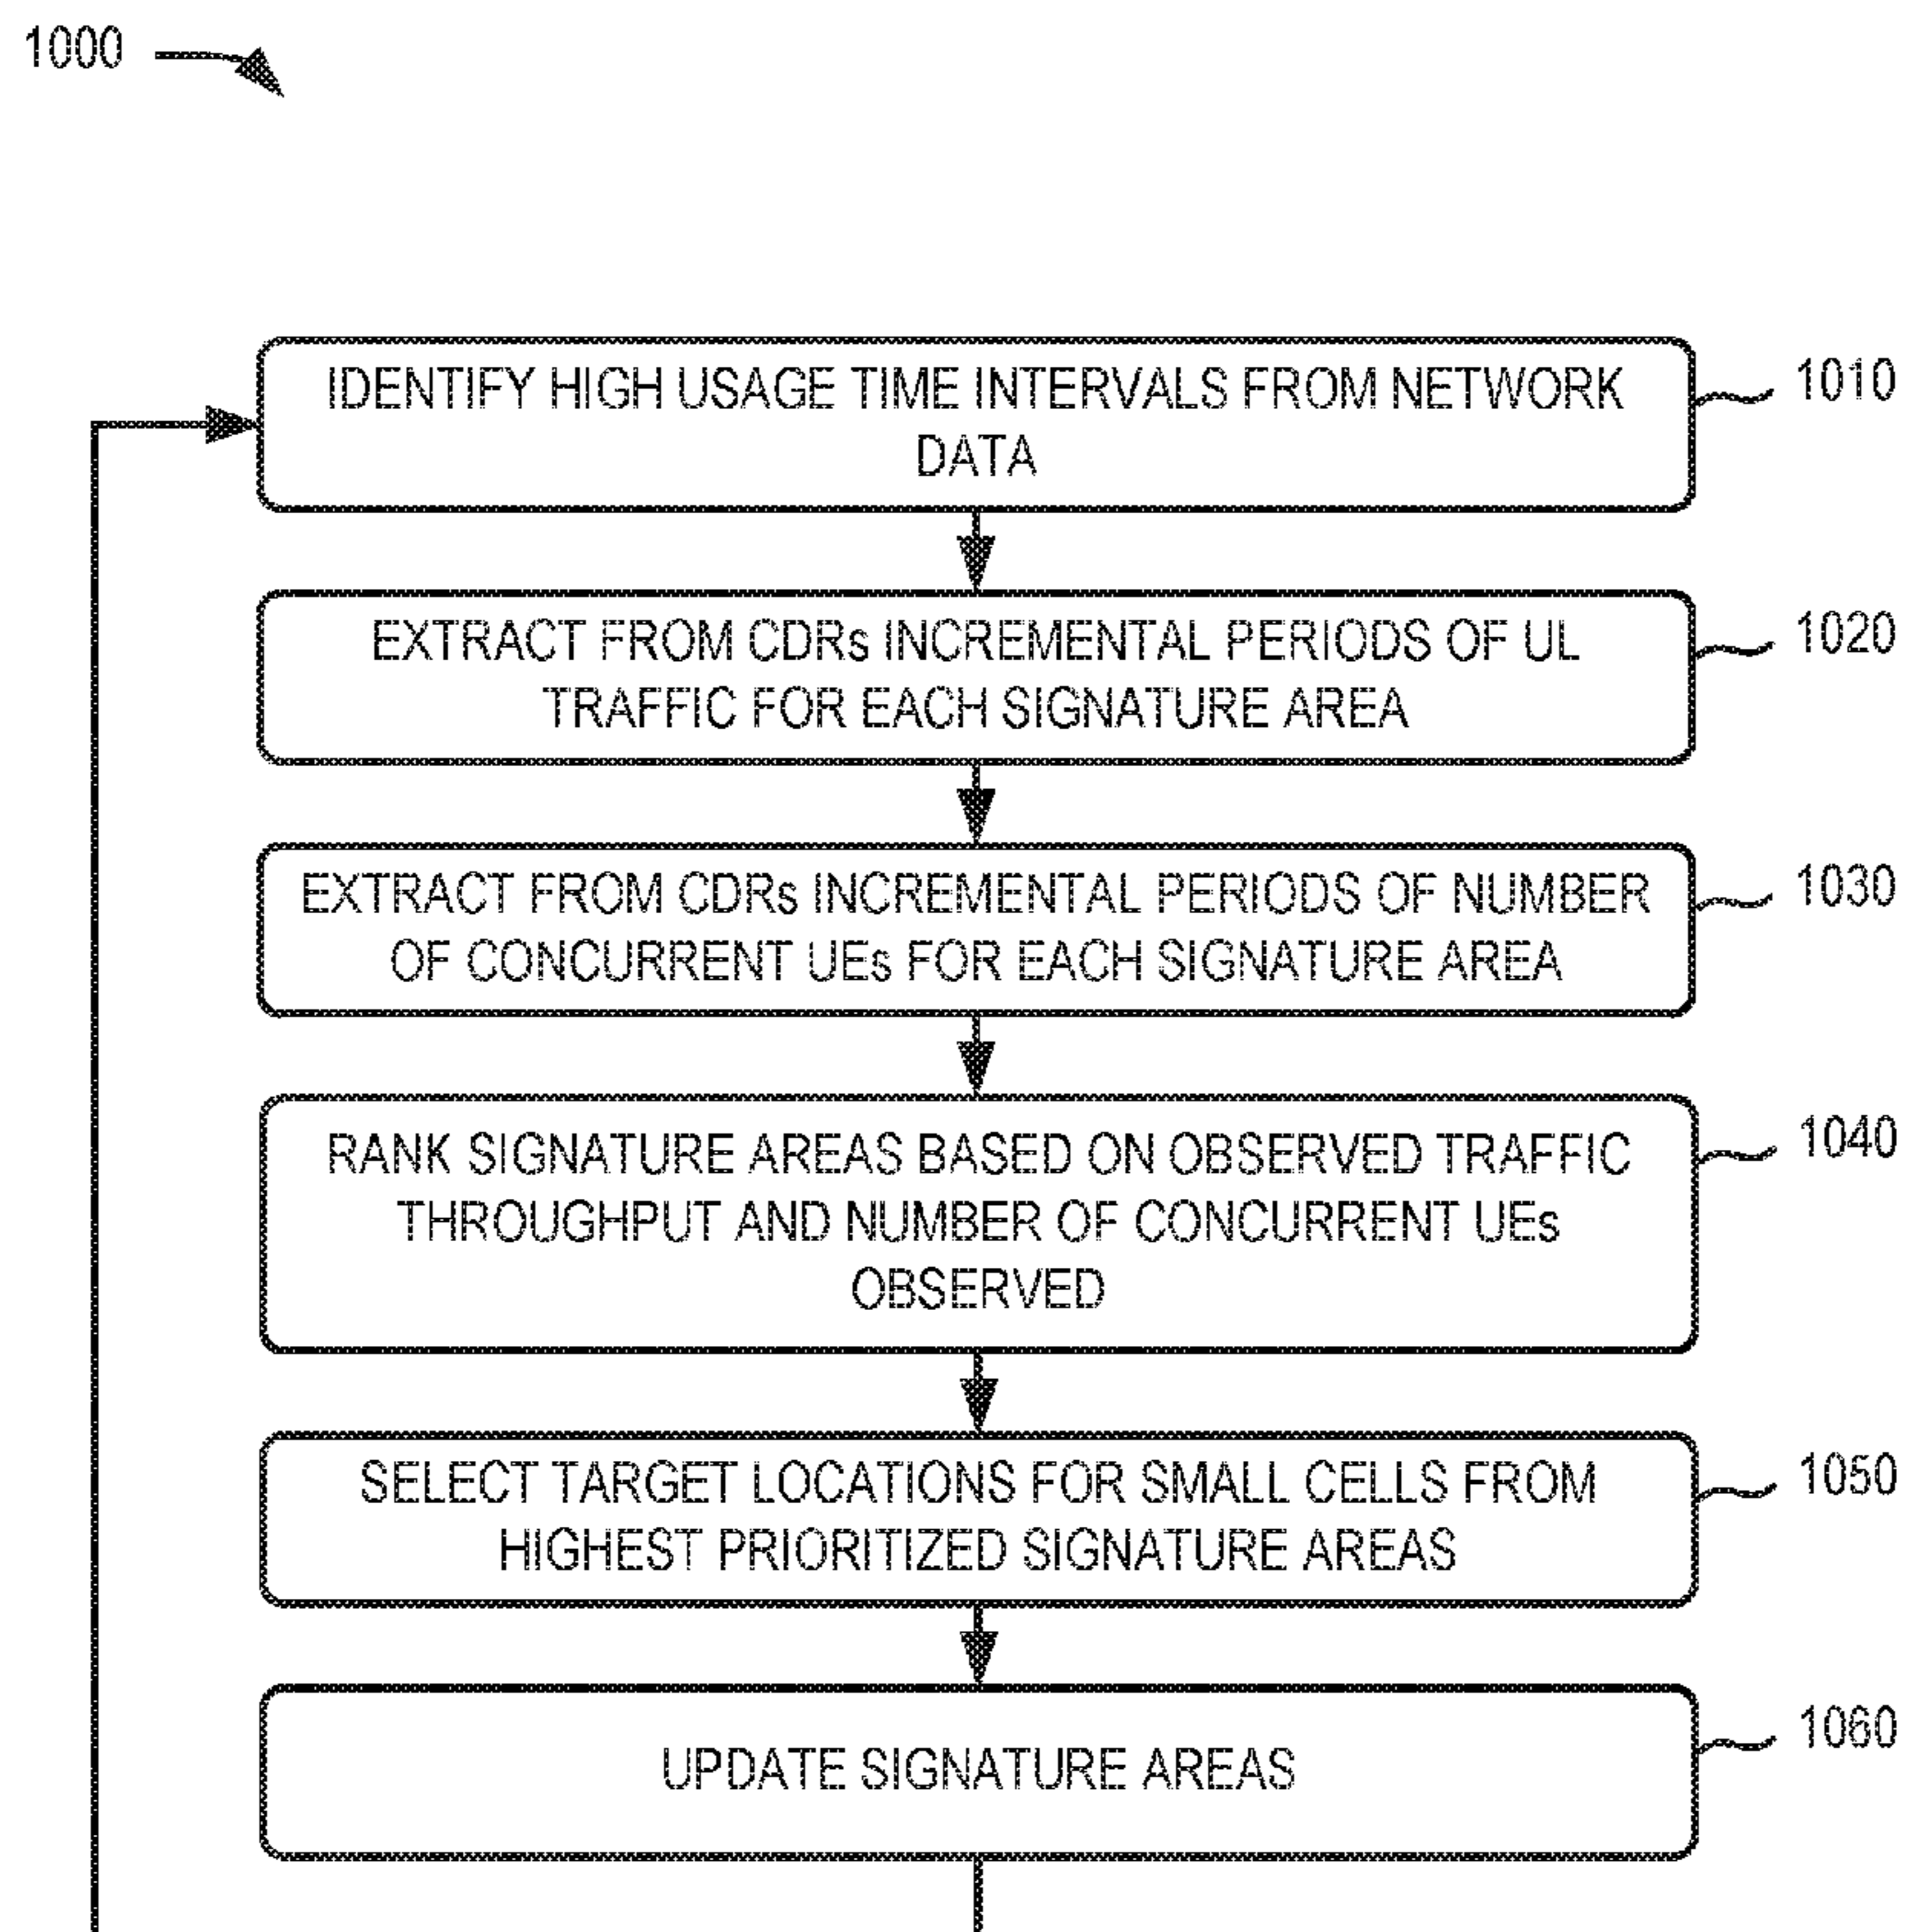 1000
IDENTIFY HIGH USAGE TIME INTERVALS FROM NETWORK
DATA
1010
EXTRACT FROM CDRs INCREMENTAL PERIODS OF UL
TRAFFIC FOR EACH SIGNATURE AREA
1020
EXTRACT FROM CDRs INCREMENTAL PERIODS OF NUMBER
OF CONCURRENT UEs FOR EACH SIGNATURE AREA
1030
RANK SIGNATURE AREAS BASED ON OBSERVED TRAFFIC
THROUGHPUT AND NUMBER OF CONCURRENT UEs
OBSERVED
1040
SELECT TARGET LOCATIONS FOR SMALL CELLS FROM
HIGHEST PRIORITIZED SIGNATURE AREAS
1050
UPDATE SIGNATURE AREAS
1060